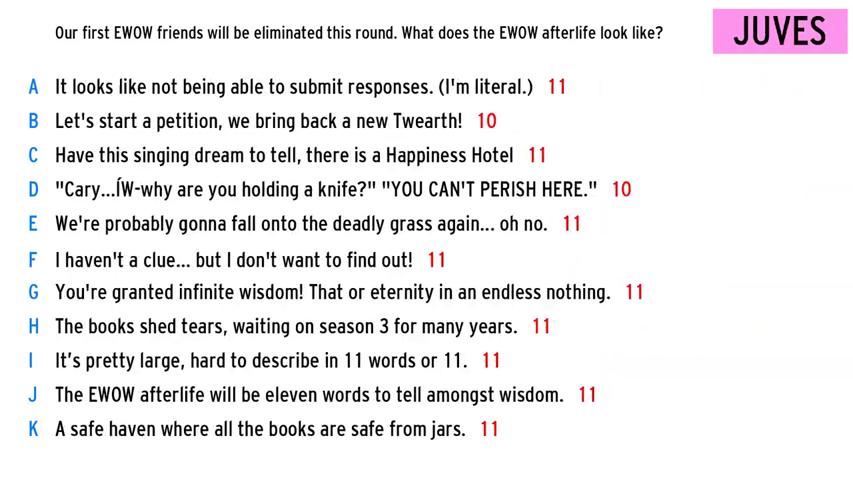 Our first EWOW friends will be eliminated this round. What does the EWOW afterlife look like?
JUVES
A It looks like not being able to submit responses. (I'm literal.) 11
B Let's start a petition, we bring back a new Twearth! 10
C Have this singing dream to tell, there is a Happiness Hotel 11
D "Cary...ÍW-why are you holding a knife?" "YOU CAN'T PERISH HERE." 10
E We're probably gonna fall onto the deadly grass again... oh no. 11
F I haven't a clue... but I don't want to find out! 11
G You're granted infinite wisdom! That or eternity in an endless nothing. 11
H The books shed tears, waiting on season 3 for many years. 11
I It’s pretty large, hard to describe in 11 words or 11. 11
J The EWOW afterlife will be eleven words to tell amongst wisdom. 11
K A safe haven where all the books are safe from jars. 11